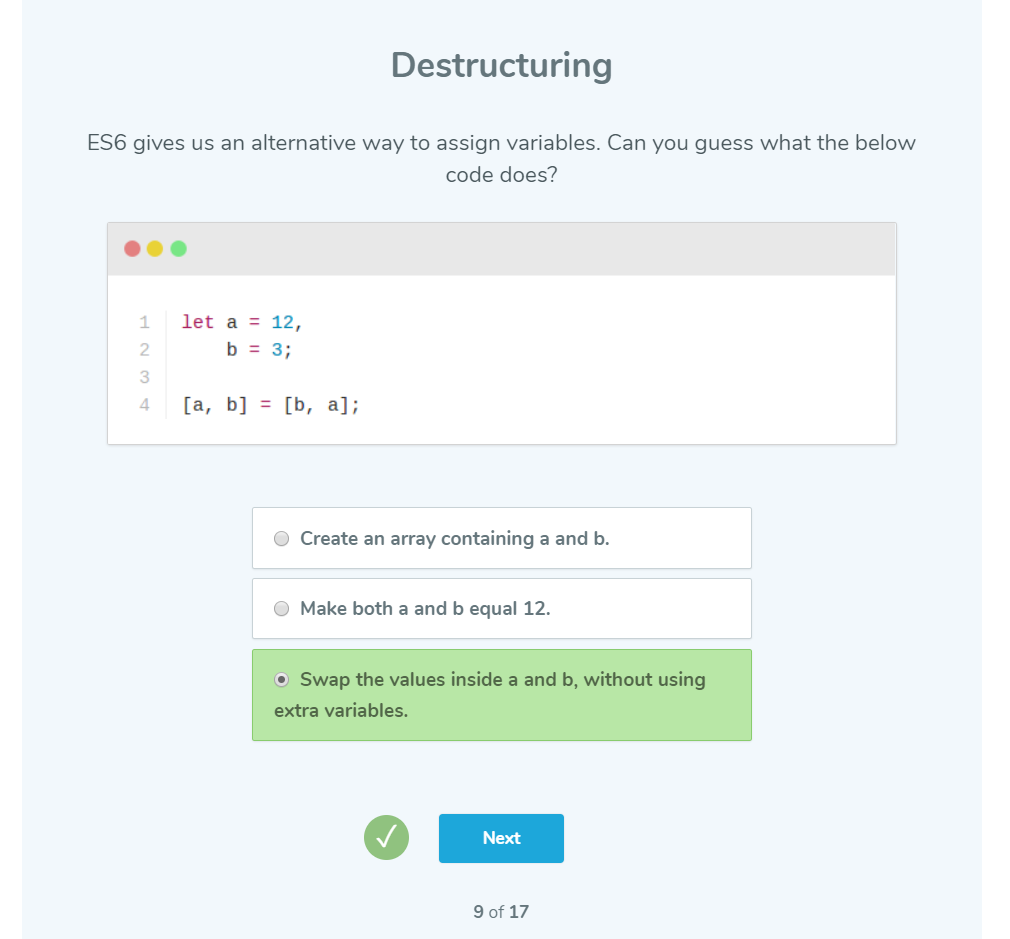 Destructuring
ES6 gives us an alternative way to assign variables. Can you guess what the below
code does?
1 let a = 12,
2     b = 3;
3
4 [a, b] = [b, a];
Create an array containing a and b.
Make both a and b equal 12.
Swap the values inside a and b, without using
extra variables.
Next
9 of 17